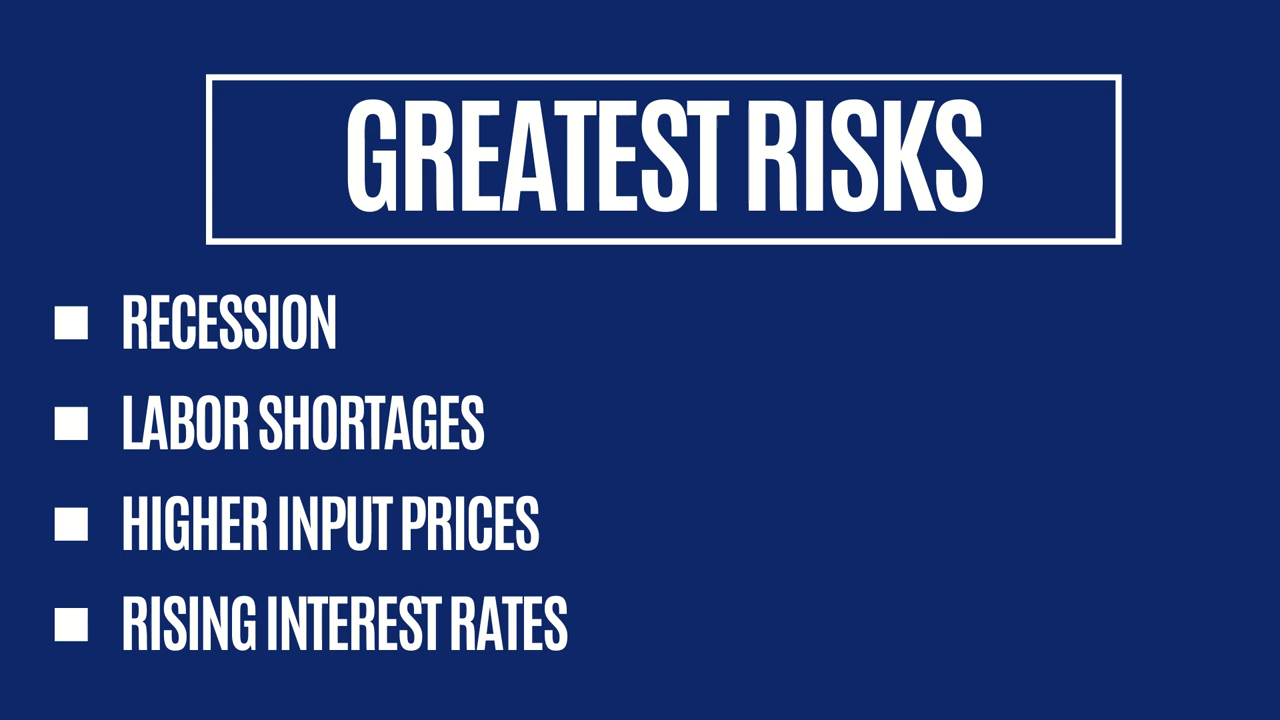 GREATEST RISKS
RECESSION
LABOR SHORTAGES
HIGHER INPUT PRICES
RISING INTEREST RATES